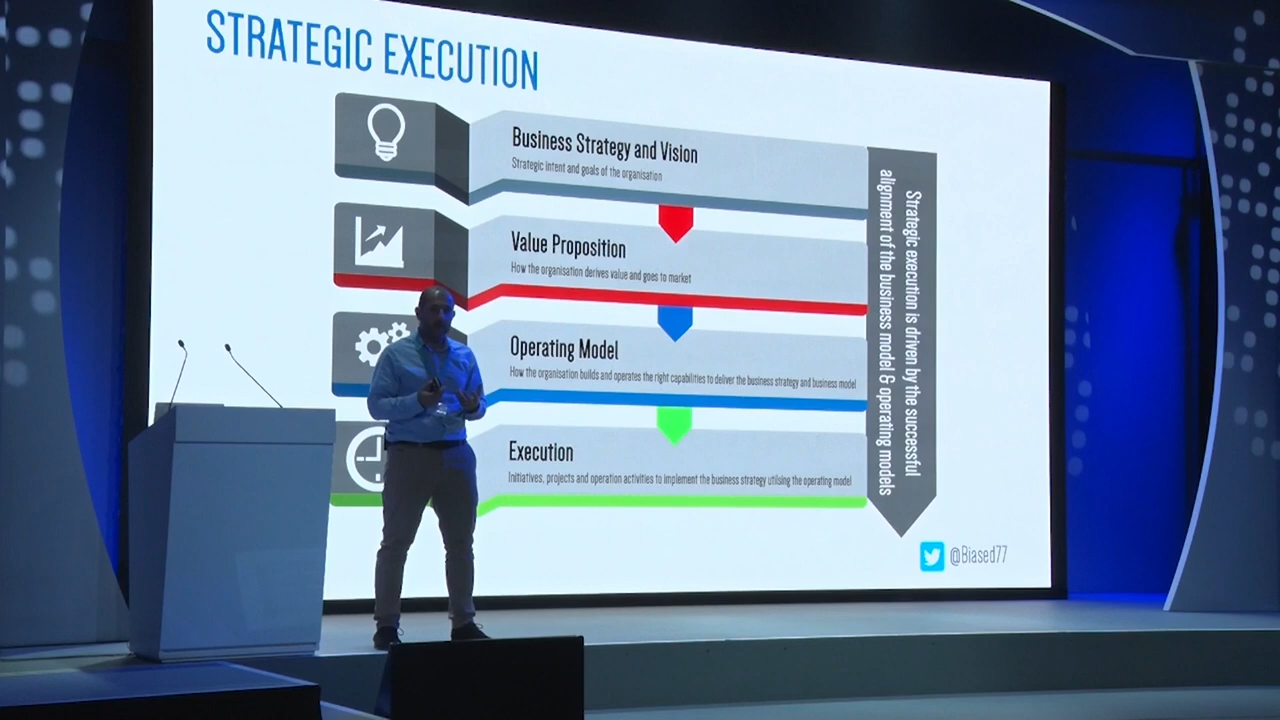 STRATEGIC EXECUTION
Business Strategy and Vision
Strategic intent and goals of the organisation
Value Proposition
How the organisation derives value and goes to market
Operating Model
How the organisation builds and operates the right capabilities to deliver the business strategy and business model
Execution
Initiatives, projects and operation activities to implement the business strategy utilising the operating model
Strategic execution is driven by the successful
alignment of the business model & operating models
@Biased77